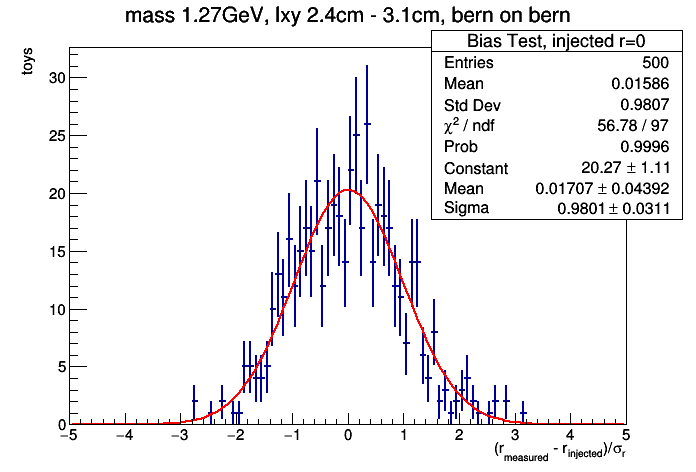 mass 1.27GeV, lxy 2.4cm - 3.1cm, bern on bern
Bias Test, injected r=0
Entries 500
Mean 0.01586
Std Dev 0.9807
χ² / ndf 56.78 / 97
Prob 0.9996
Constant 20.27 ± 1.11
Mean 0.01707 ± 0.04392
Sigma 0.9801 ± 0.0311
toys
30
25
20
15
10
5
0
−5 −4 −3 −2 −1 0 1 2 3 4 5
(r_measured - r_injected)/σ_r